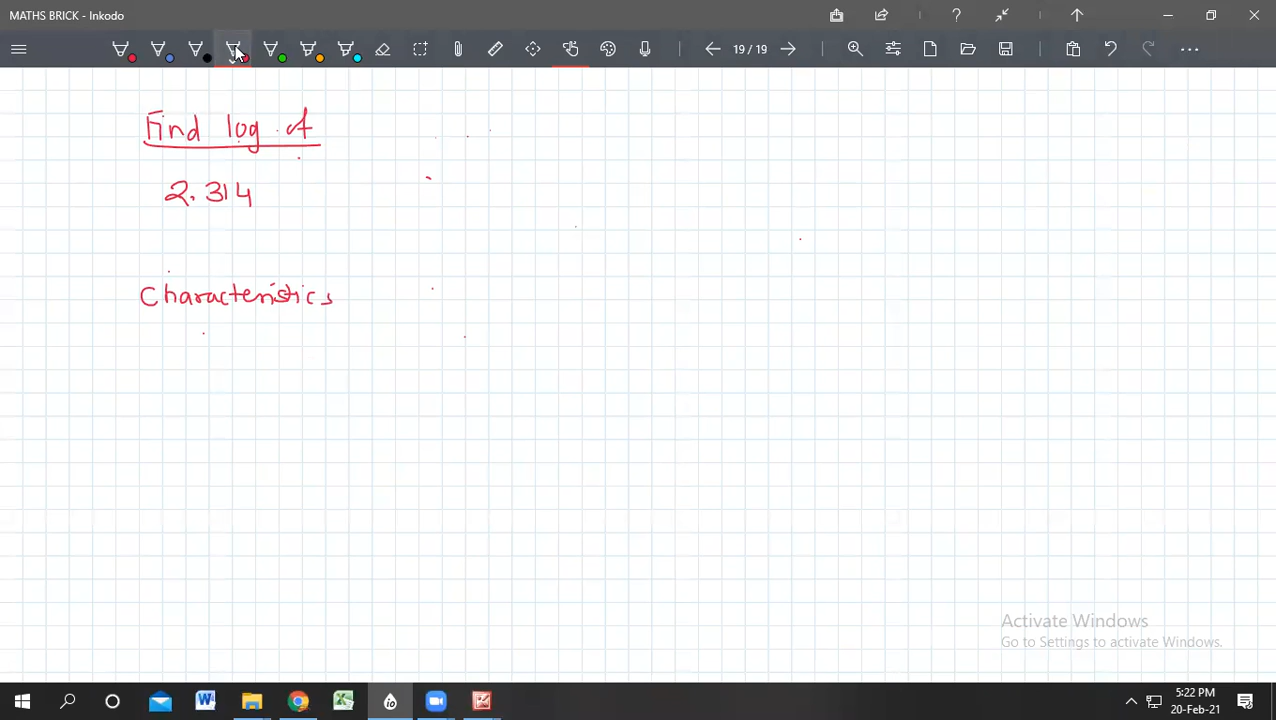 MATHS BRICK - Inkodo
19 / 19
Find log of
2.314
Characteristics
Activate Windows
Go to Settings to activate Windows.
5:22 PM
20-Feb-21